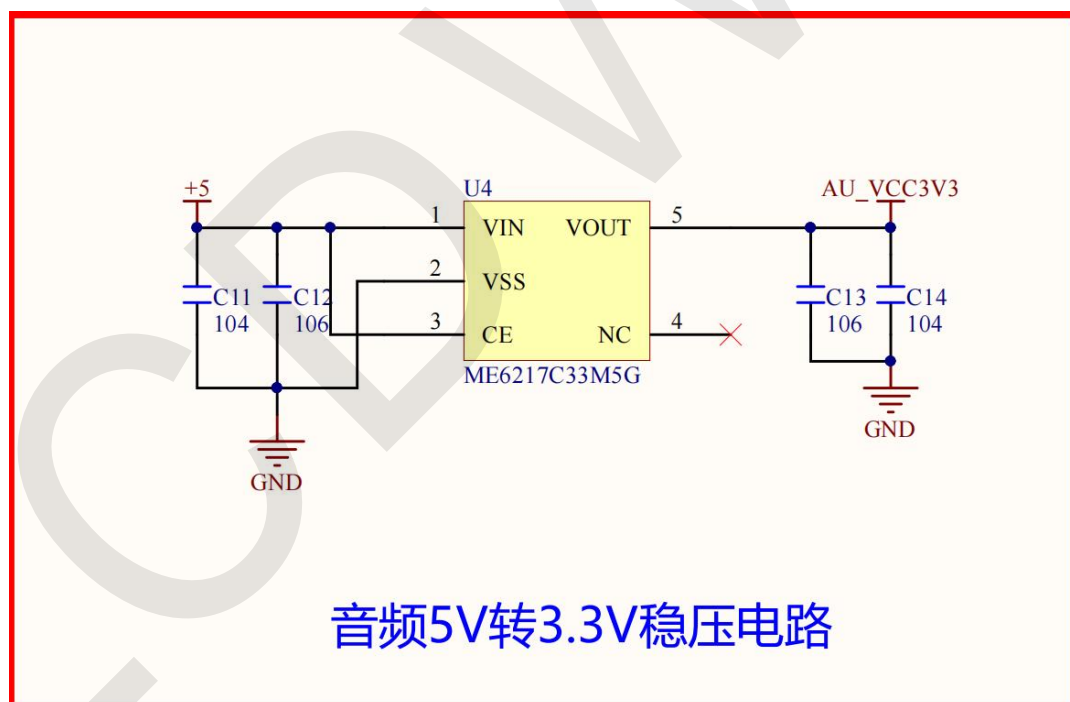 +5
U4
AU_VCC3V3
1
VIN
VOUT
5
2
VSS
C11
104
C12
106
C13
106
C14
104
3
CE
NC
4
ME6217C33M5G
GND
GND
音频5V转3.3V稳压电路